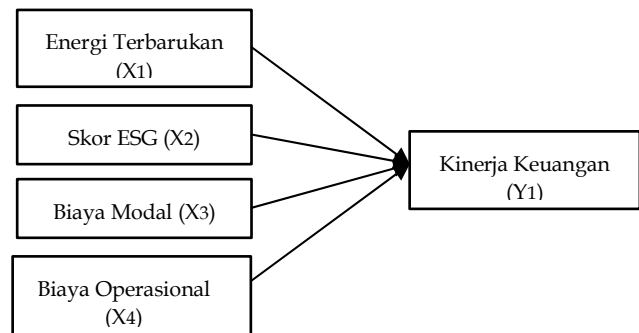 Energi Terbarukan
(X1)
Skor ESG (X2)
Biaya Modal (X3)
Biaya Operasional
(X4)
Kinerja Keuangan
(Y1)